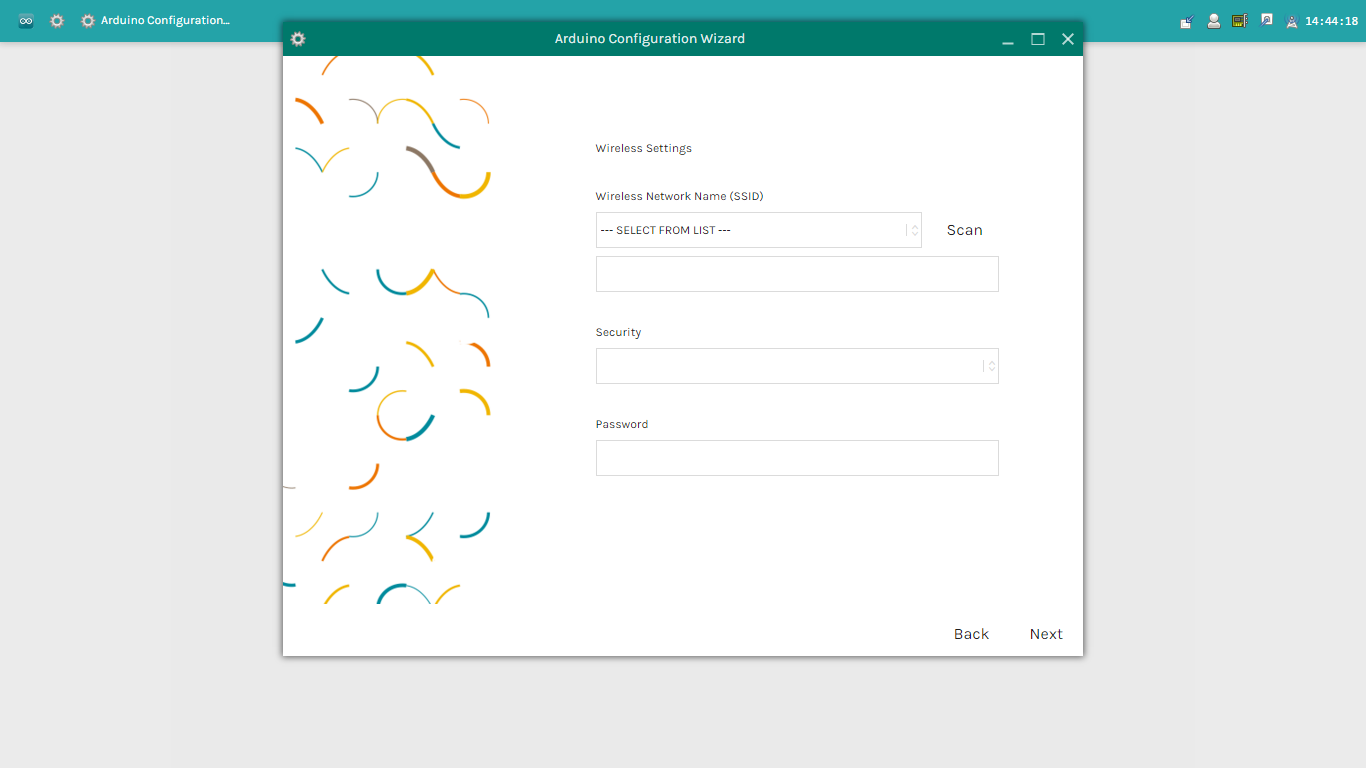 Arduino Configuration...
14:44:18
Arduino Configuration Wizard
Wireless Settings
Wireless Network Name (SSID)
--- SELECT FROM LIST ---
Scan
Security
Password
Back Next